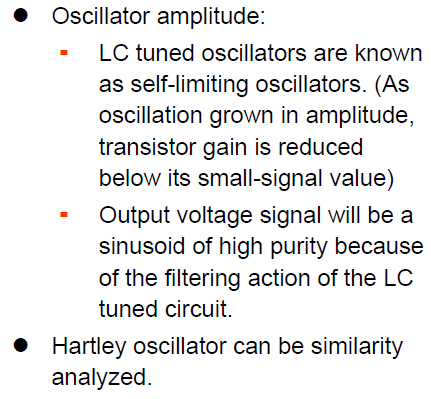 ● Oscillator amplitude:
- LC tuned oscillators are known
as self-limiting oscillators. (As
oscillation grown in amplitude,
transistor gain is reduced
below its small-signal value)
- Output voltage signal will be a
sinusoid of high purity because
of the filtering action of the LC
tuned circuit.
● Hartley oscillator can be similarity
analyzed.